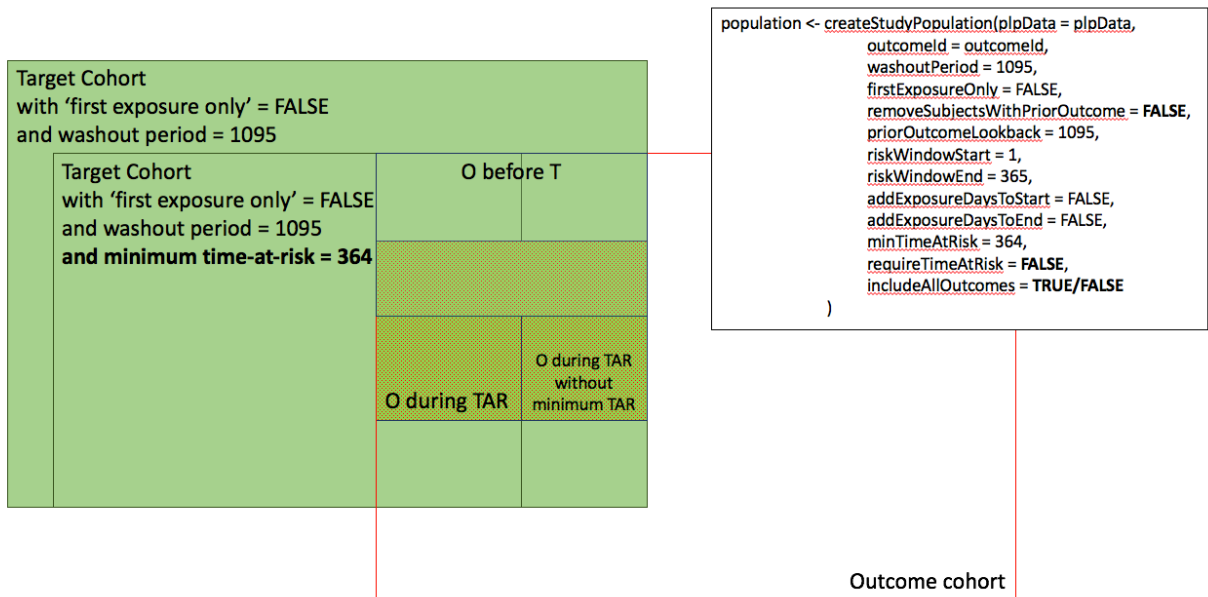 population <- createStudyPopulation(plpData = plpData,
outcomeId = outcomeId,
washoutPeriod = 1095,
firstExposureOnly = FALSE,
removeSubjectsWithPriorOutcome = FALSE,
priorOutcomeLookback = 1095,
riskWindowStart = 1,
riskWindowEnd = 365,
addExposureDaysToStart = FALSE,
addExposureDaysToEnd = FALSE,
minTimeAtRisk = 364,
requireTimeAtRisk = FALSE,
includeAllOutcomes = TRUE/FALSE
)
Target Cohort
with ‘first exposure only’ = FALSE
and washout period = 1095
Target Cohort
with ‘first exposure only’ = FALSE
and washout period = 1095
and minimum time-at-risk = 364
O before T
O during TAR
O during TAR
without
minimum TAR
Outcome cohort